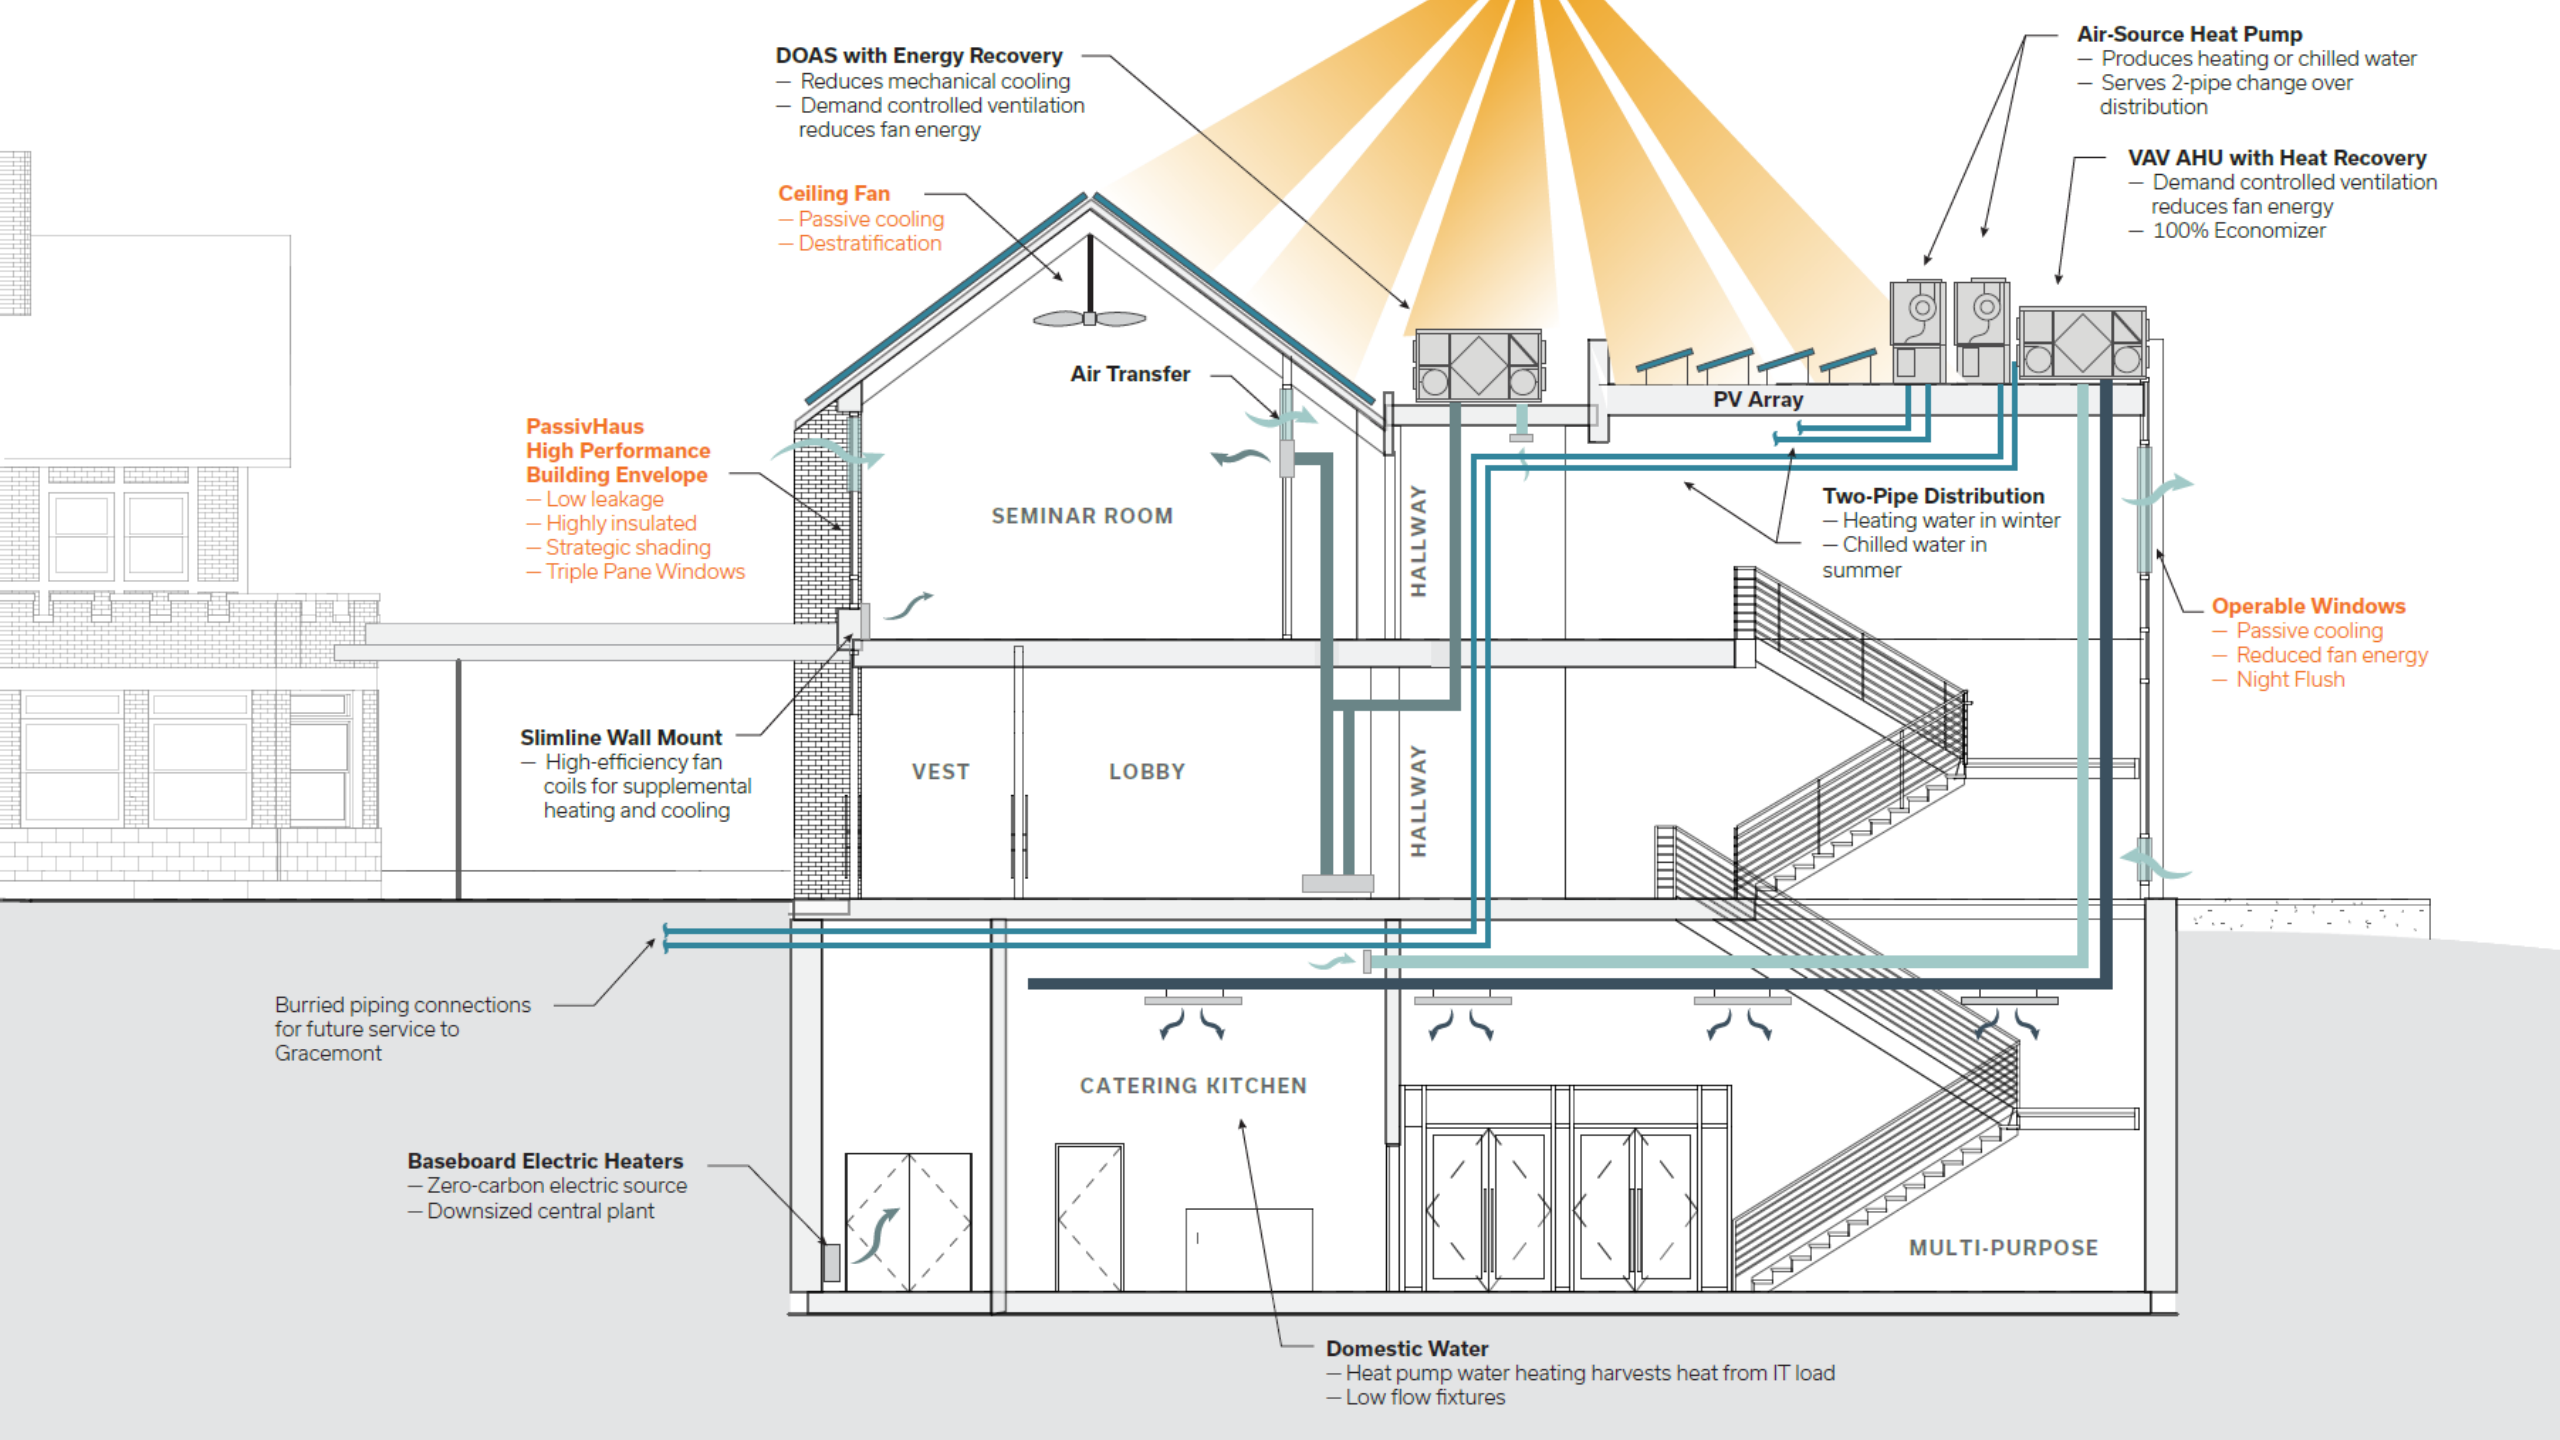 DOAS with Energy Recovery
— Reduces mechanical cooling
— Demand controlled ventilation
reduces fan energy
Ceiling Fan
— Passive cooling
— Destratification
Air-Source Heat Pump
— Produces heating or chilled water
— Serves 2-pipe change over
distribution
VAV AHU with Heat Recovery
— Demand controlled ventilation
reduces fan energy
— 100% Economizer
Air Transfer
PV Array
PassivHaus
High Performance
Building Envelope
— Low leakage
— Highly insulated
— Strategic shading
— Triple Pane Windows
SEMINAR ROOM
HALLWAY
Two-Pipe Distribution
— Heating water in winter
— Chilled water in
summer
Operable Windows
— Passive cooling
— Reduced fan energy
— Night Flush
Slimline Wall Mount
— High-efficiency fan
coils for supplemental
heating and cooling
VEST
LOBBY
HALLWAY
Burried piping connections
for future service to
Gracemont
CATERING KITCHEN
Baseboard Electric Heaters
— Zero-carbon electric source
— Downsized central plant
MULTI-PURPOSE
Domestic Water
— Heat pump water heating harvests heat from IT load
— Low flow fixtures